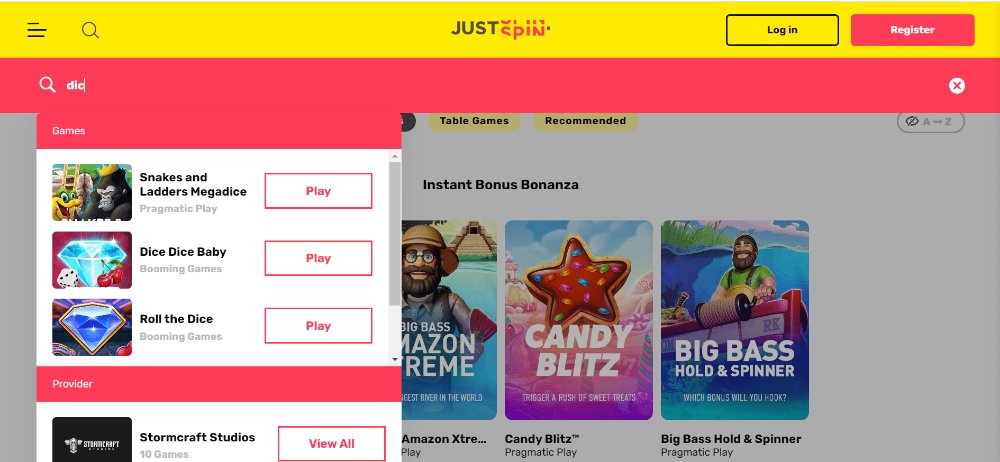 JUST SPIN
Log in
Register
dic
Table Games
Recommended
A → Z
Games
Snakes and
Ladders Megadice
Pragmatic Play
Play
Dice Dice Baby
Booming Games
Play
Roll the Dice
Booming Games
Play
Provider
STORMCRAFT
STUDIOS
Stormcraft Studios
10 Games
View All
Instant Bonus Bonanza
BIG BASS
AMAZON
XTREME
NGEST RIVER IN THE WORLD
Amazon Xtre...
Play
CANDY
BLITZ
TRIGGER A RUSH OF SWEET TREATS
Candy Blitz™
Pragmatic Play
RK
BIG BASS
HOLD & SPINNER
WHICH BONUS WILL YOU HOOK?
Big Bass Hold & Spinner
Pragmatic Play